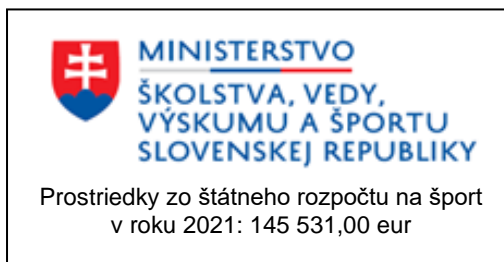 MINISTERSTVO
ŠKOLSTVA, VEDY,
VÝSKUMU A ŠPORTU
SLOVENSKEJ REPUBLIKY
Prostriedky zo štátneho rozpočtu na šport
v roku 2021: 145 531,00 eur